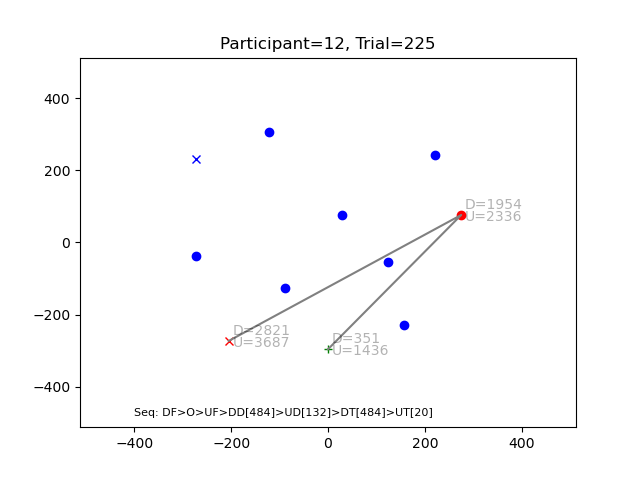 Participant=12, Trial=225
400
200
0
−200
−400
D=1954
U=2336
D=2821
U=3687
D=351
U=1436
Seq: DF>O>UF>DD[484]>UD[132]>DT[484]>UT[20]
−400
−200
0
200
400